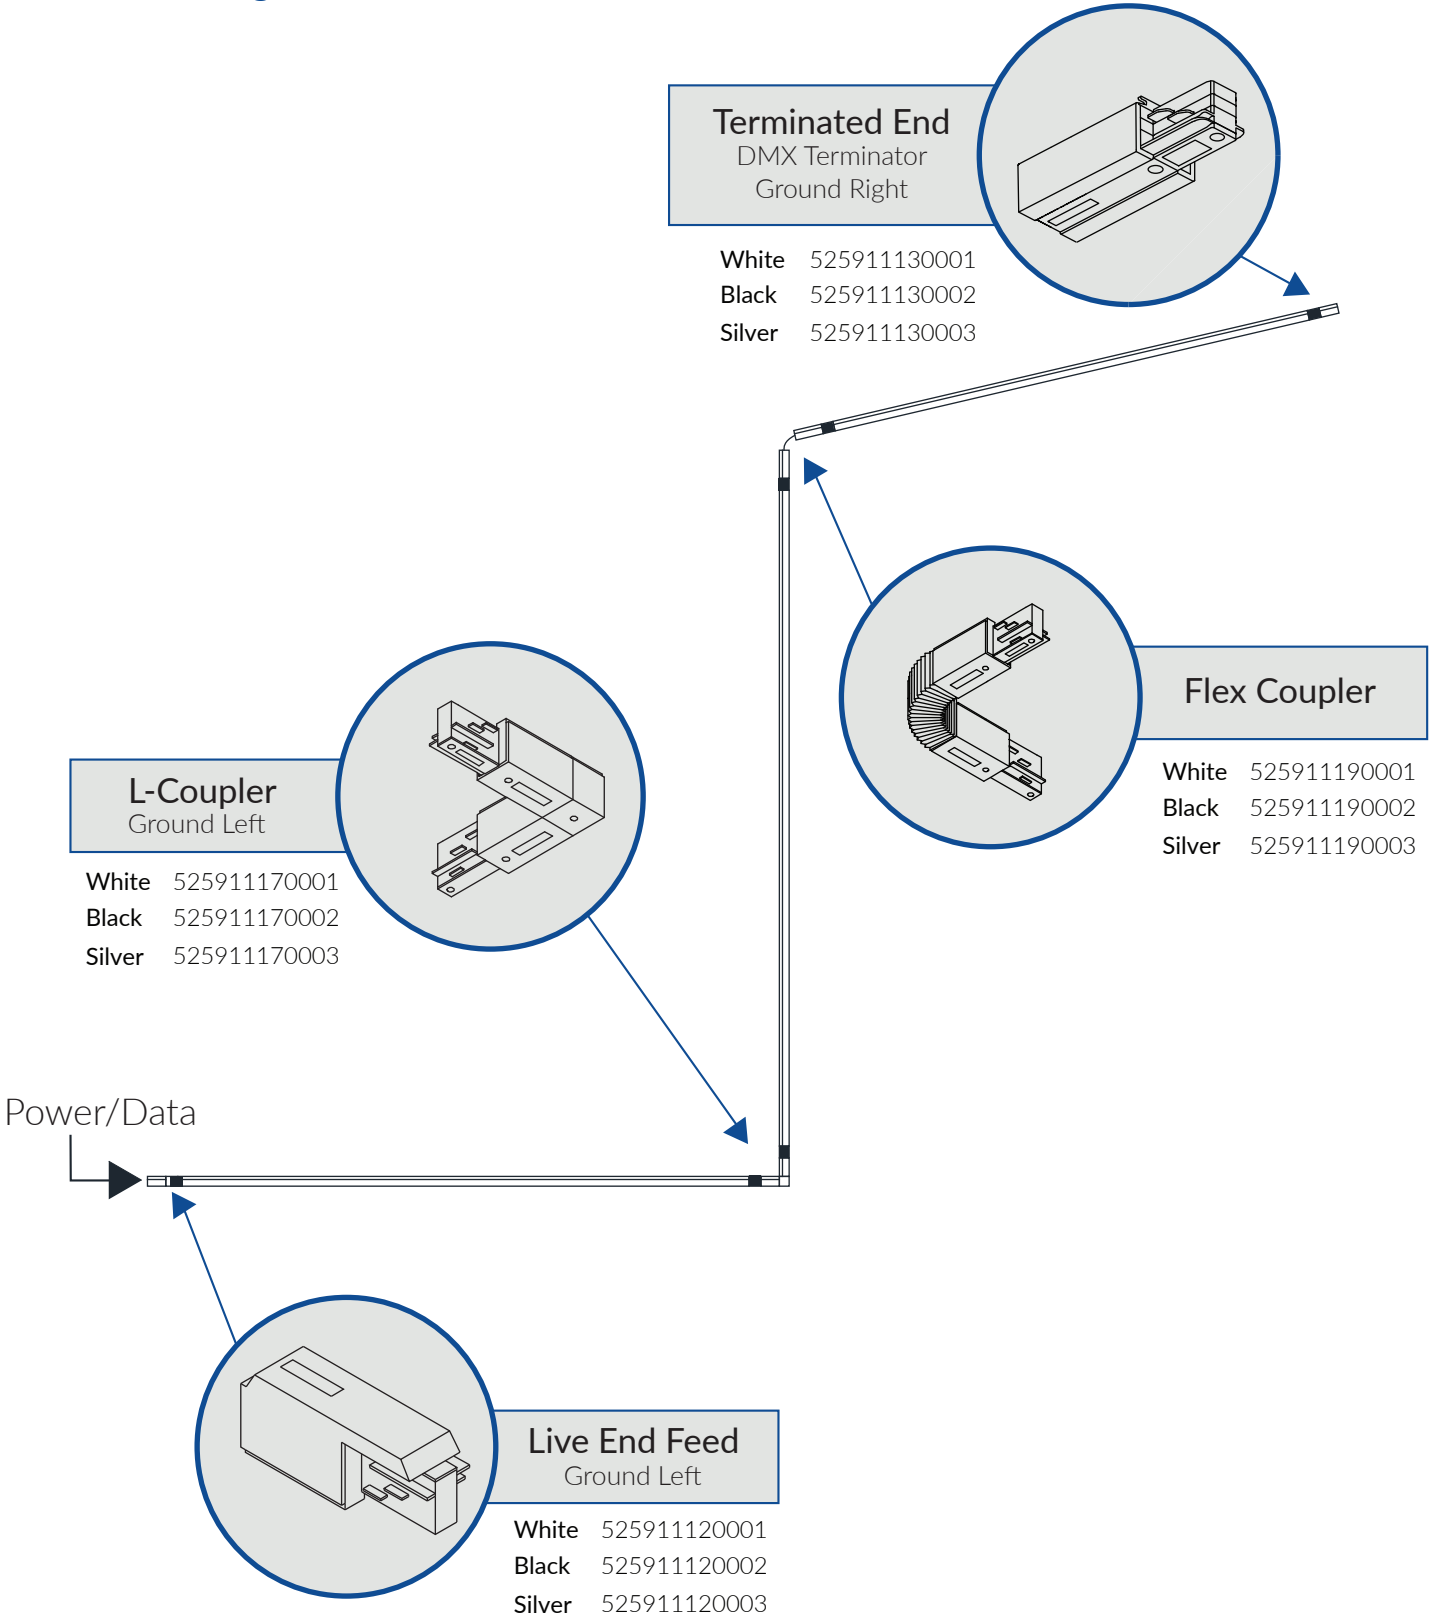 Terminated End
DMX Terminator
Ground Right
White 525911130001
Black 525911130002
Silver 525911130003
Flex Coupler
White 525911190001
Black 525911190002
Silver 525911190003
L-Coupler
Ground Left
White 525911170001
Black 525911170002
Silver 525911170003
Power/Data
Live End Feed
Ground Left
White 525911120001
Black 525911120002
Silver 525911120003